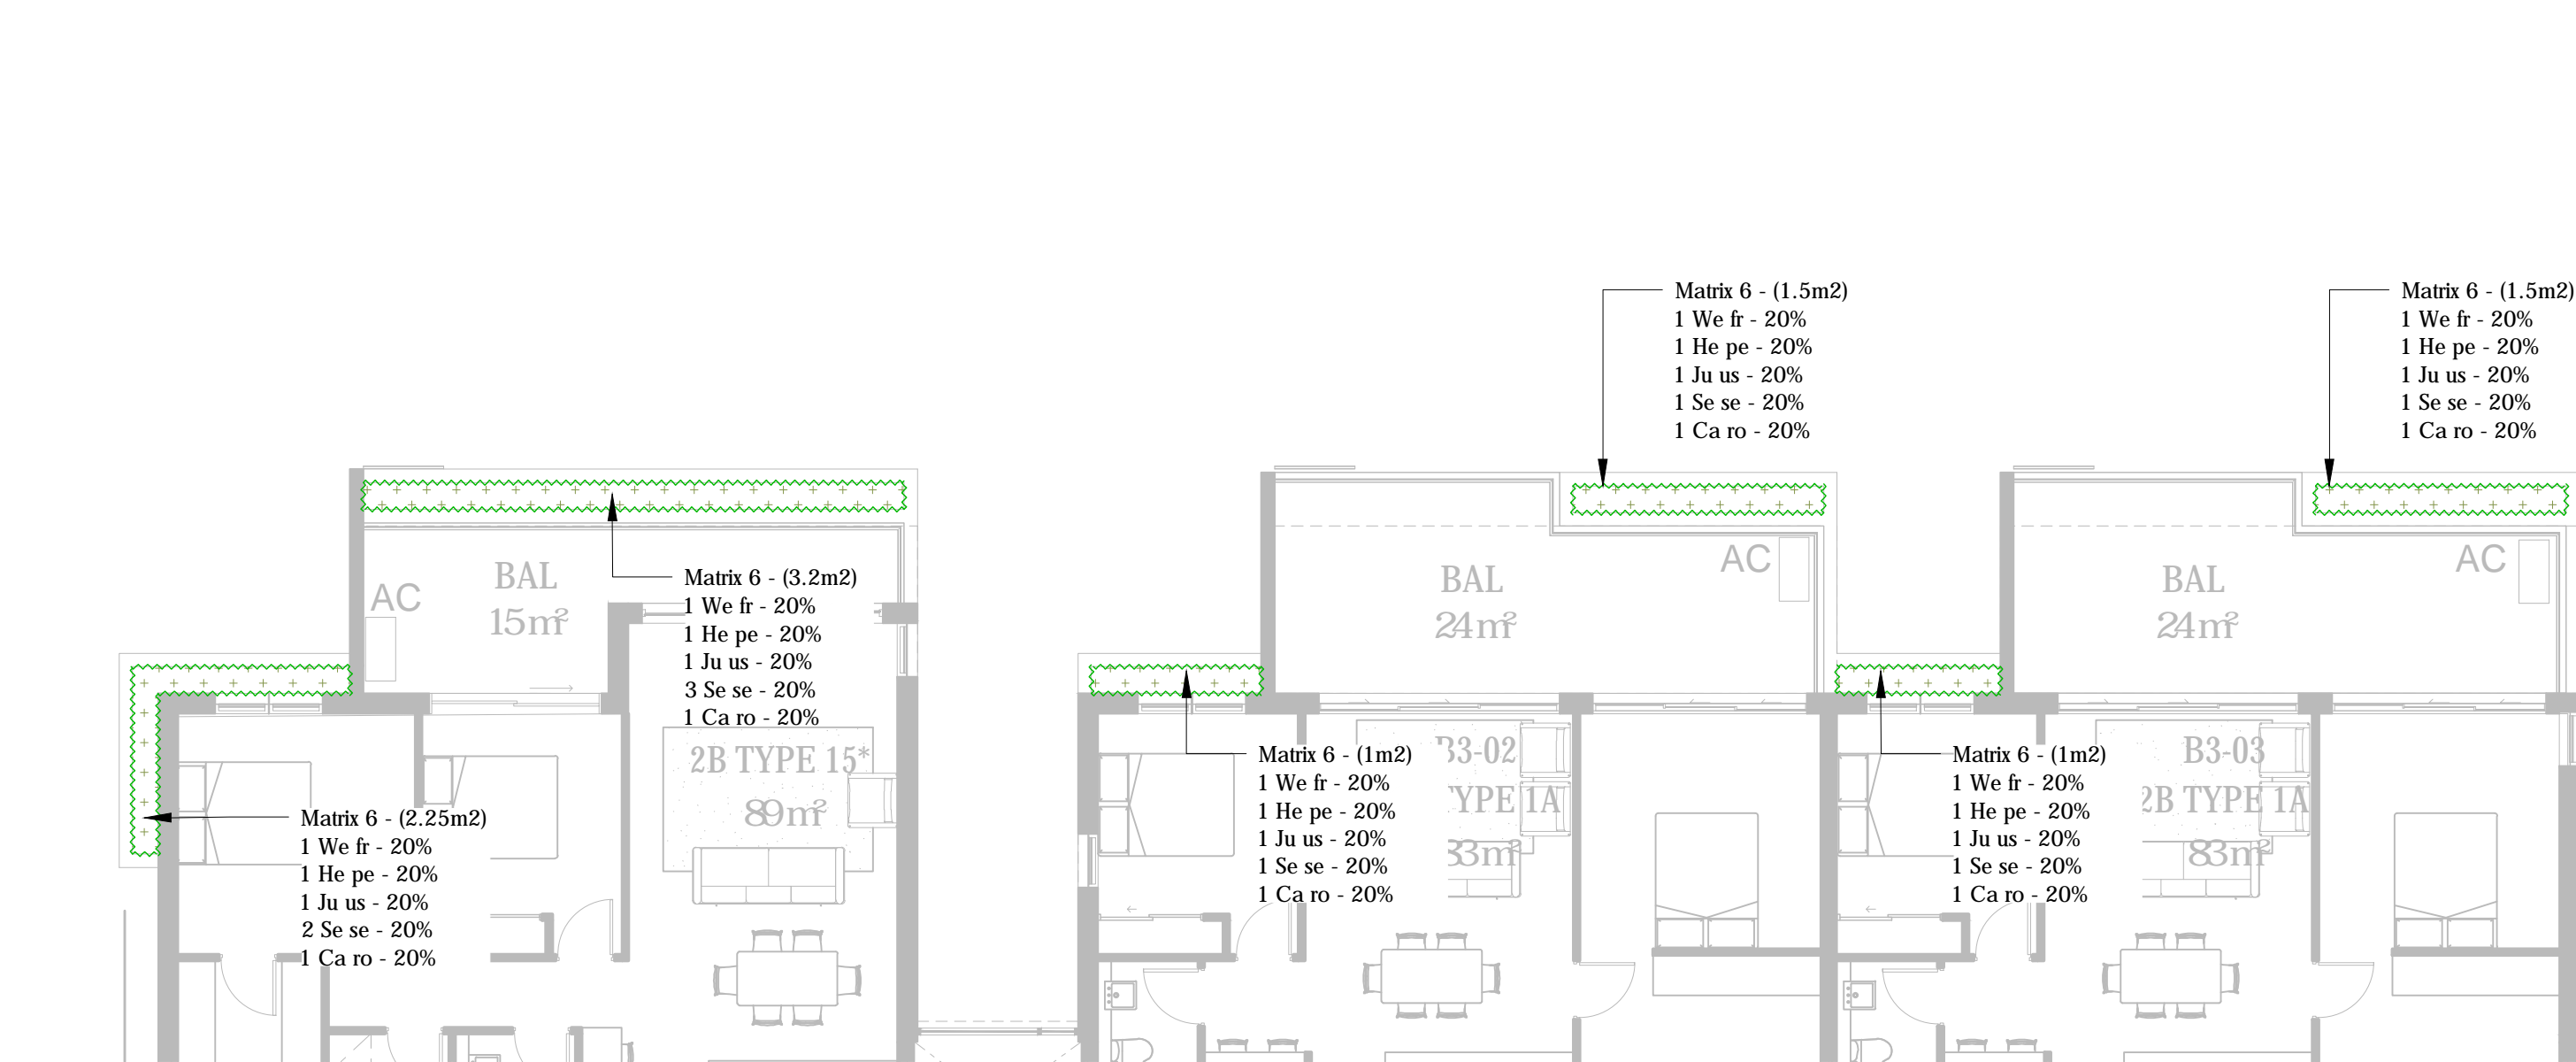 Matrix 6 - (1.5m2)
1 We fr - 20%
1 He pe - 20%
1 Ju us - 20%
1 Se se - 20%
1 Ca ro - 20%
Matrix 6 - (1.5m2)
1 We fr - 20%
1 He pe - 20%
1 Ju us - 20%
1 Se se - 20%
1 Ca ro - 20%
AC
BAL
15m²
Matrix 6 - (3.2m2)
1 We fr - 20%
1 He pe - 20%
1 Ju us - 20%
3 Se se - 20%
1 Ca ro - 20%
2B TYPE 15*
89m²
Matrix 6 - (2.25m2)
1 We fr - 20%
1 He pe - 20%
1 Ju us - 20%
2 Se se - 20%
1 Ca ro - 20%
BAL
24m²
AC
Matrix 6 - (1m2)
1 We fr - 20%
1 He pe - 20%
1 Ju us - 20%
1 Se se - 20%
1 Ca ro - 20%
B3-02
TYPE 1A
33m²
BAL
24m²
AC
Matrix 6 - (1m2)
1 We fr - 20%
1 He pe - 20%
1 Ju us - 20%
1 Se se - 20%
1 Ca ro - 20%
B3-03
2B TYPE 1A
83m²